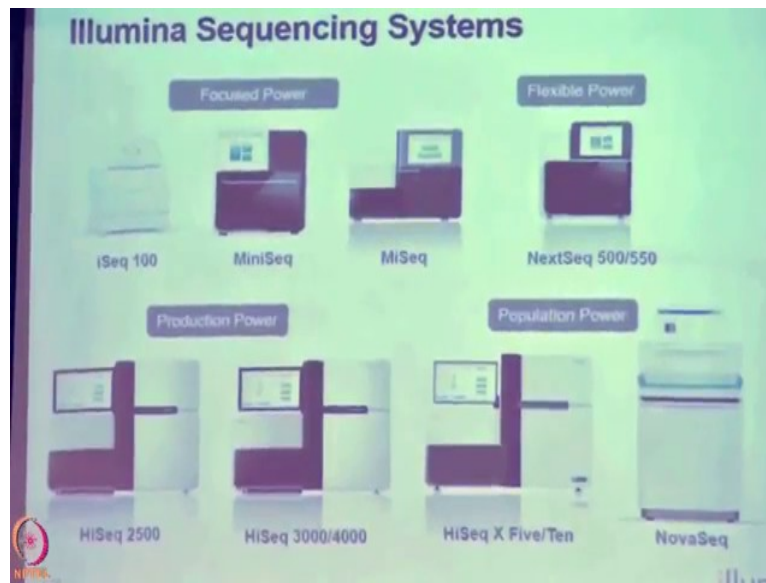 Illumina Sequencing Systems
Focused Power
Flexible Power
iSeq 100
MiniSeq
MiSeq
NextSeq 500/550
Production Power
Population Power
HiSeq 2500
HiSeq 3000/4000
HiSeq X Five/Ten
NovaSeq
NPTEL